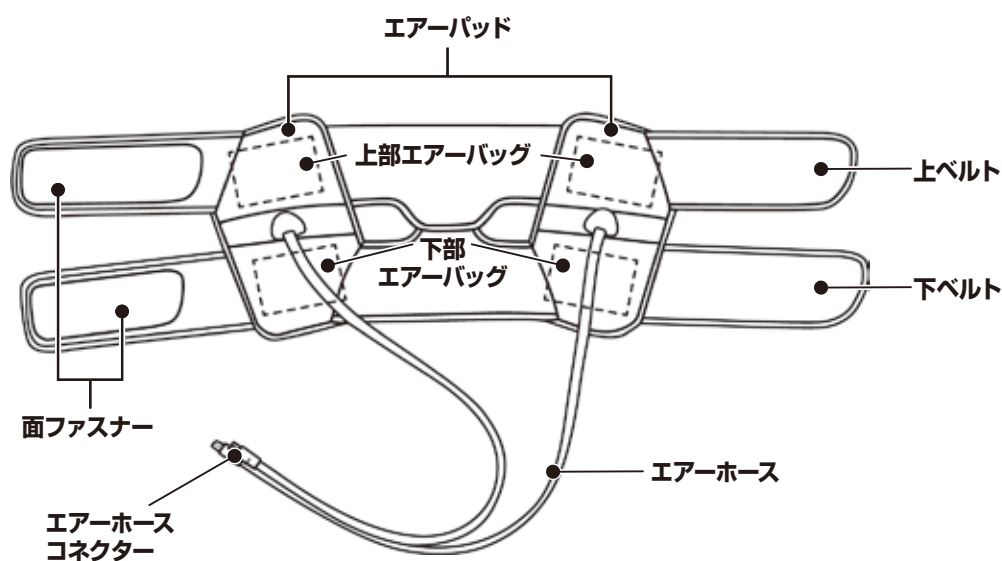 エアーパッド
上部エアーバッグ
上ベルト
下部
エアーバッグ
下ベルト
面ファスナー
エアーホース
エアーホース
コネクター